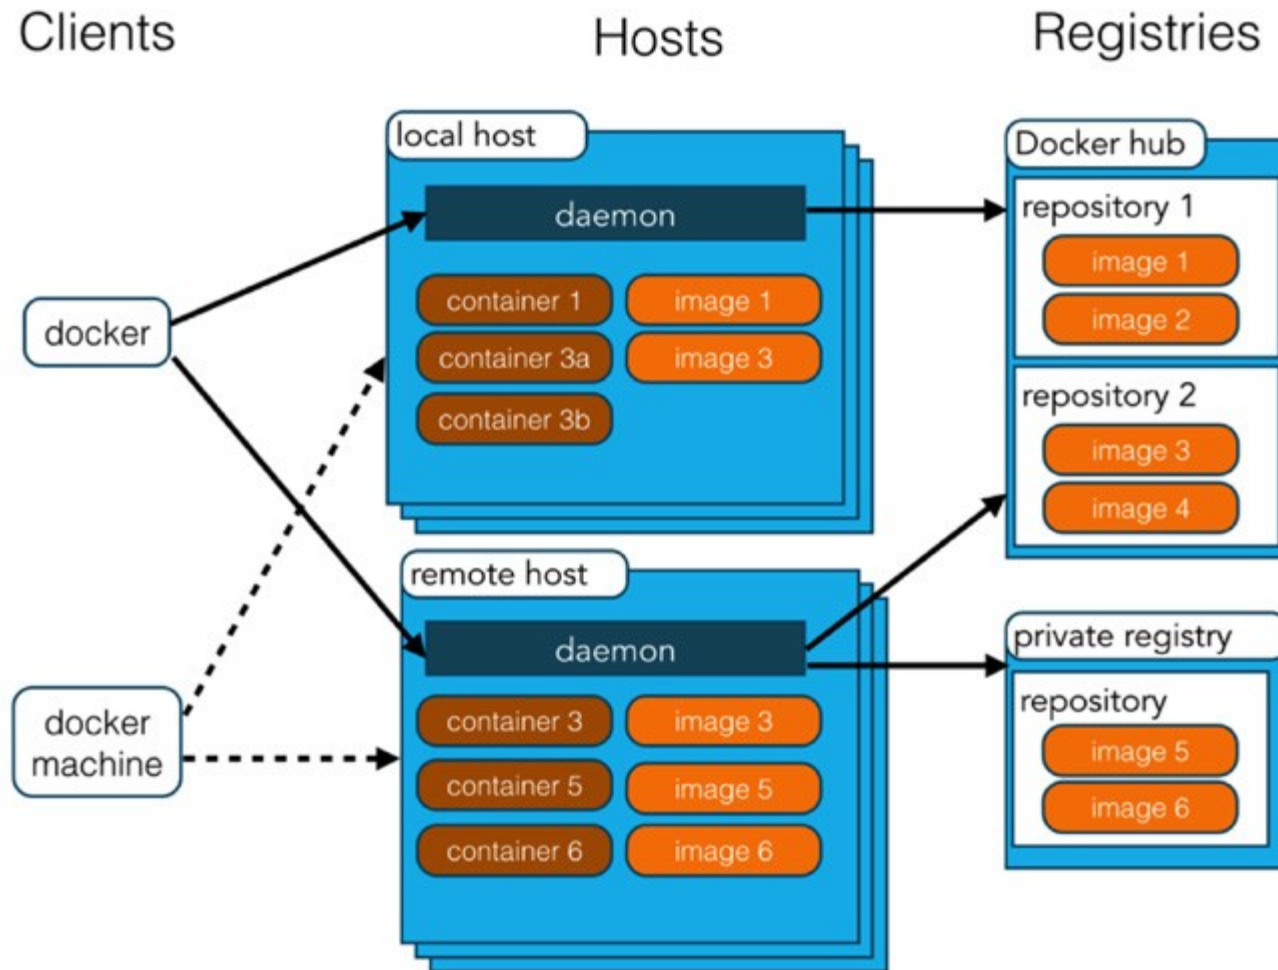 Clients
Hosts
Registries
local host
daemon
container 1
image 1
container 3a
image 3
container 3b
docker
docker
machine
remote host
daemon
container 3
image 3
container 5
image 5
container 6
image 6
Docker hub
repository 1
image 1
image 2
repository 2
image 3
image 4
private registry
repository
image 5
image 6